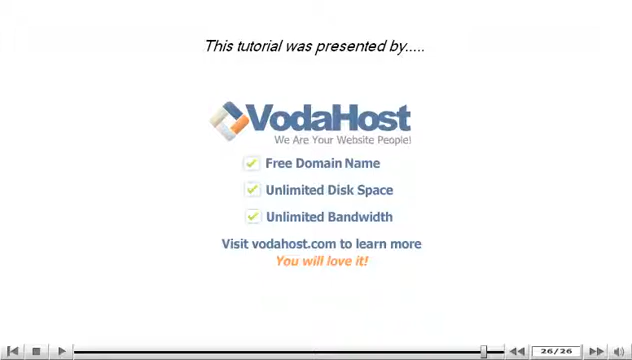 This tutorial was presented by.....
VodaHost
We Are Your Website People!
Free Domain Name
Unlimited Disk Space
Unlimited Bandwidth
Visit vodahost.com to learn more
You will love it!
26/26